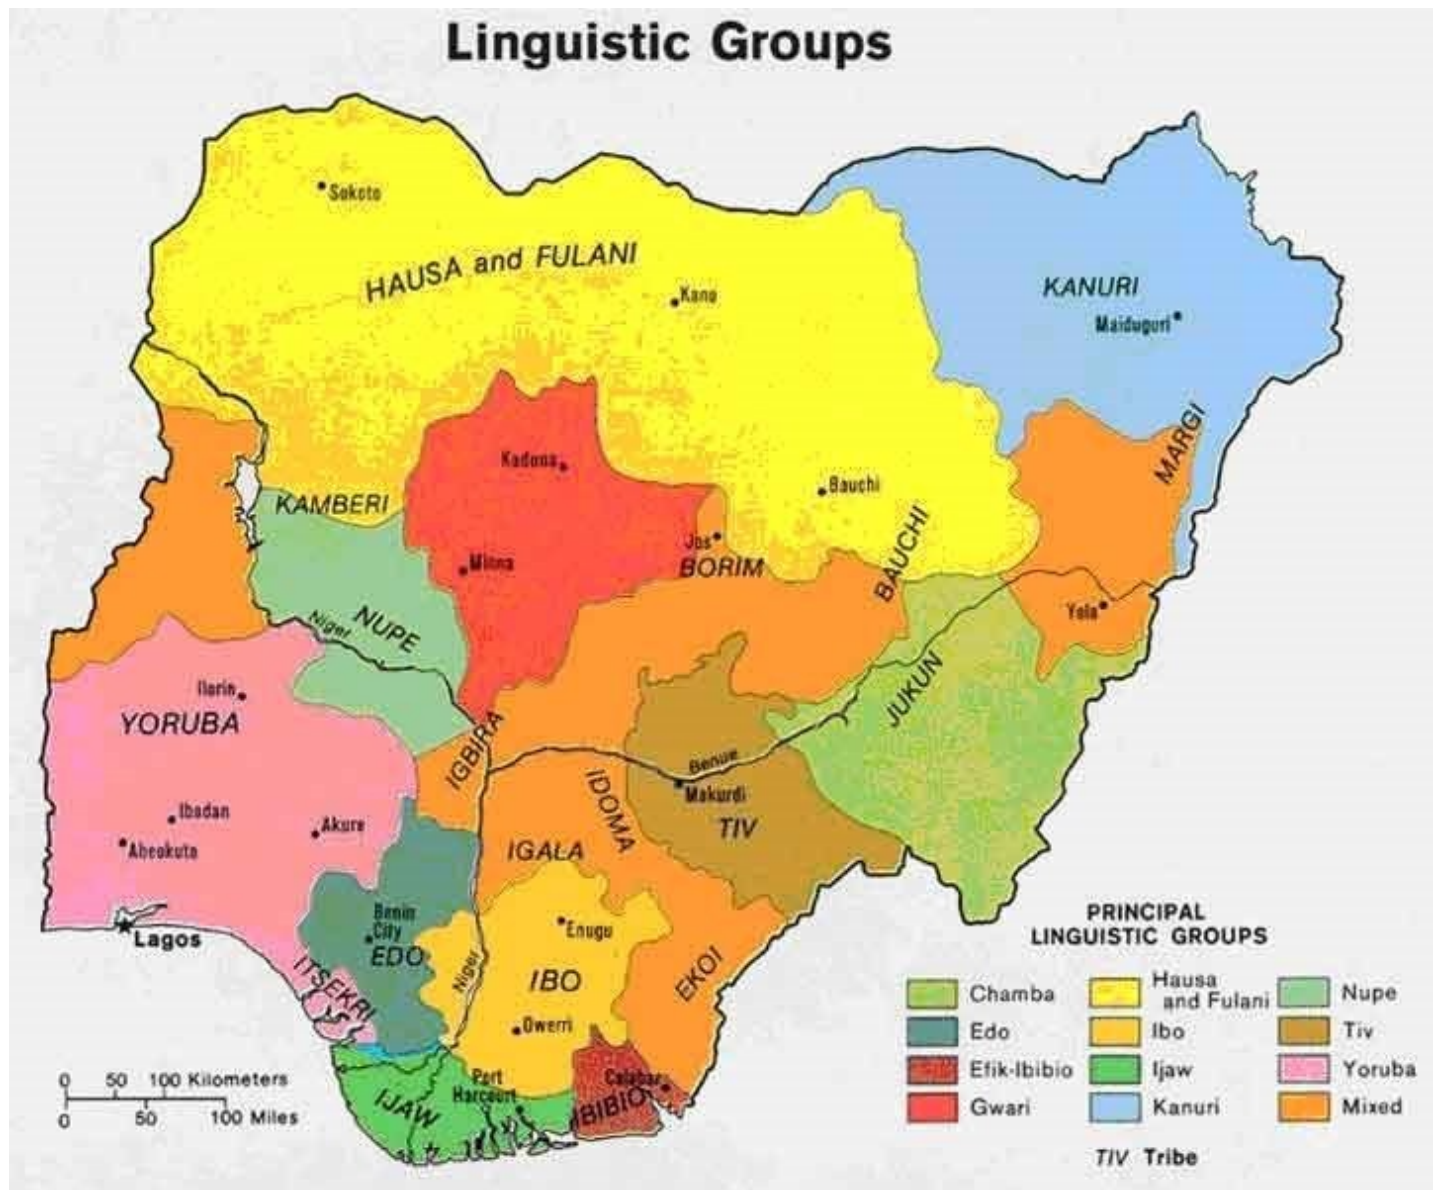 Linguistic Groups
Sokoto
HAUSA and FULANI
Kano
KANURI
Maiduguri
MARGI
Kaduna
Bauchi
KAMBERI
BAUCHI
Jos
BORIM
Minna
NUPE
Niger
Yola
Ilorin
YORUBA
JUKUN
IGBIRA
Benue
Makurdi
IDOMA
TIV
Ibadan
Akure
Abeokuta
IGALA
Benin
City
EDO
Enugu
Lagos
ITSEKRI
Niger
IBO
EKOI
Owerri
Port
Harcourt
Calabar
IJAW
IBIBIO
0 50 100 Kilometers
0 50 100 Miles
PRINCIPAL
LINGUISTIC GROUPS
Chamba
Edo
Efik-Ibibio
Gwari
Hausa
and Fulani
Ibo
Ijaw
Kanuri
Nupe
Tiv
Yoruba
Mixed
TIV Tribe